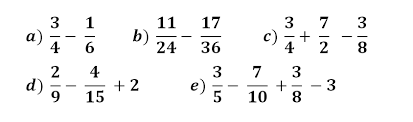 a) 3/4 − 1/6   b) 11/24 − 17/36   c) 3/4 + 7/2 − 3/8
d) 2/9 − 4/15 + 2   e) 3/5 − 7/10 + 3/8 − 3